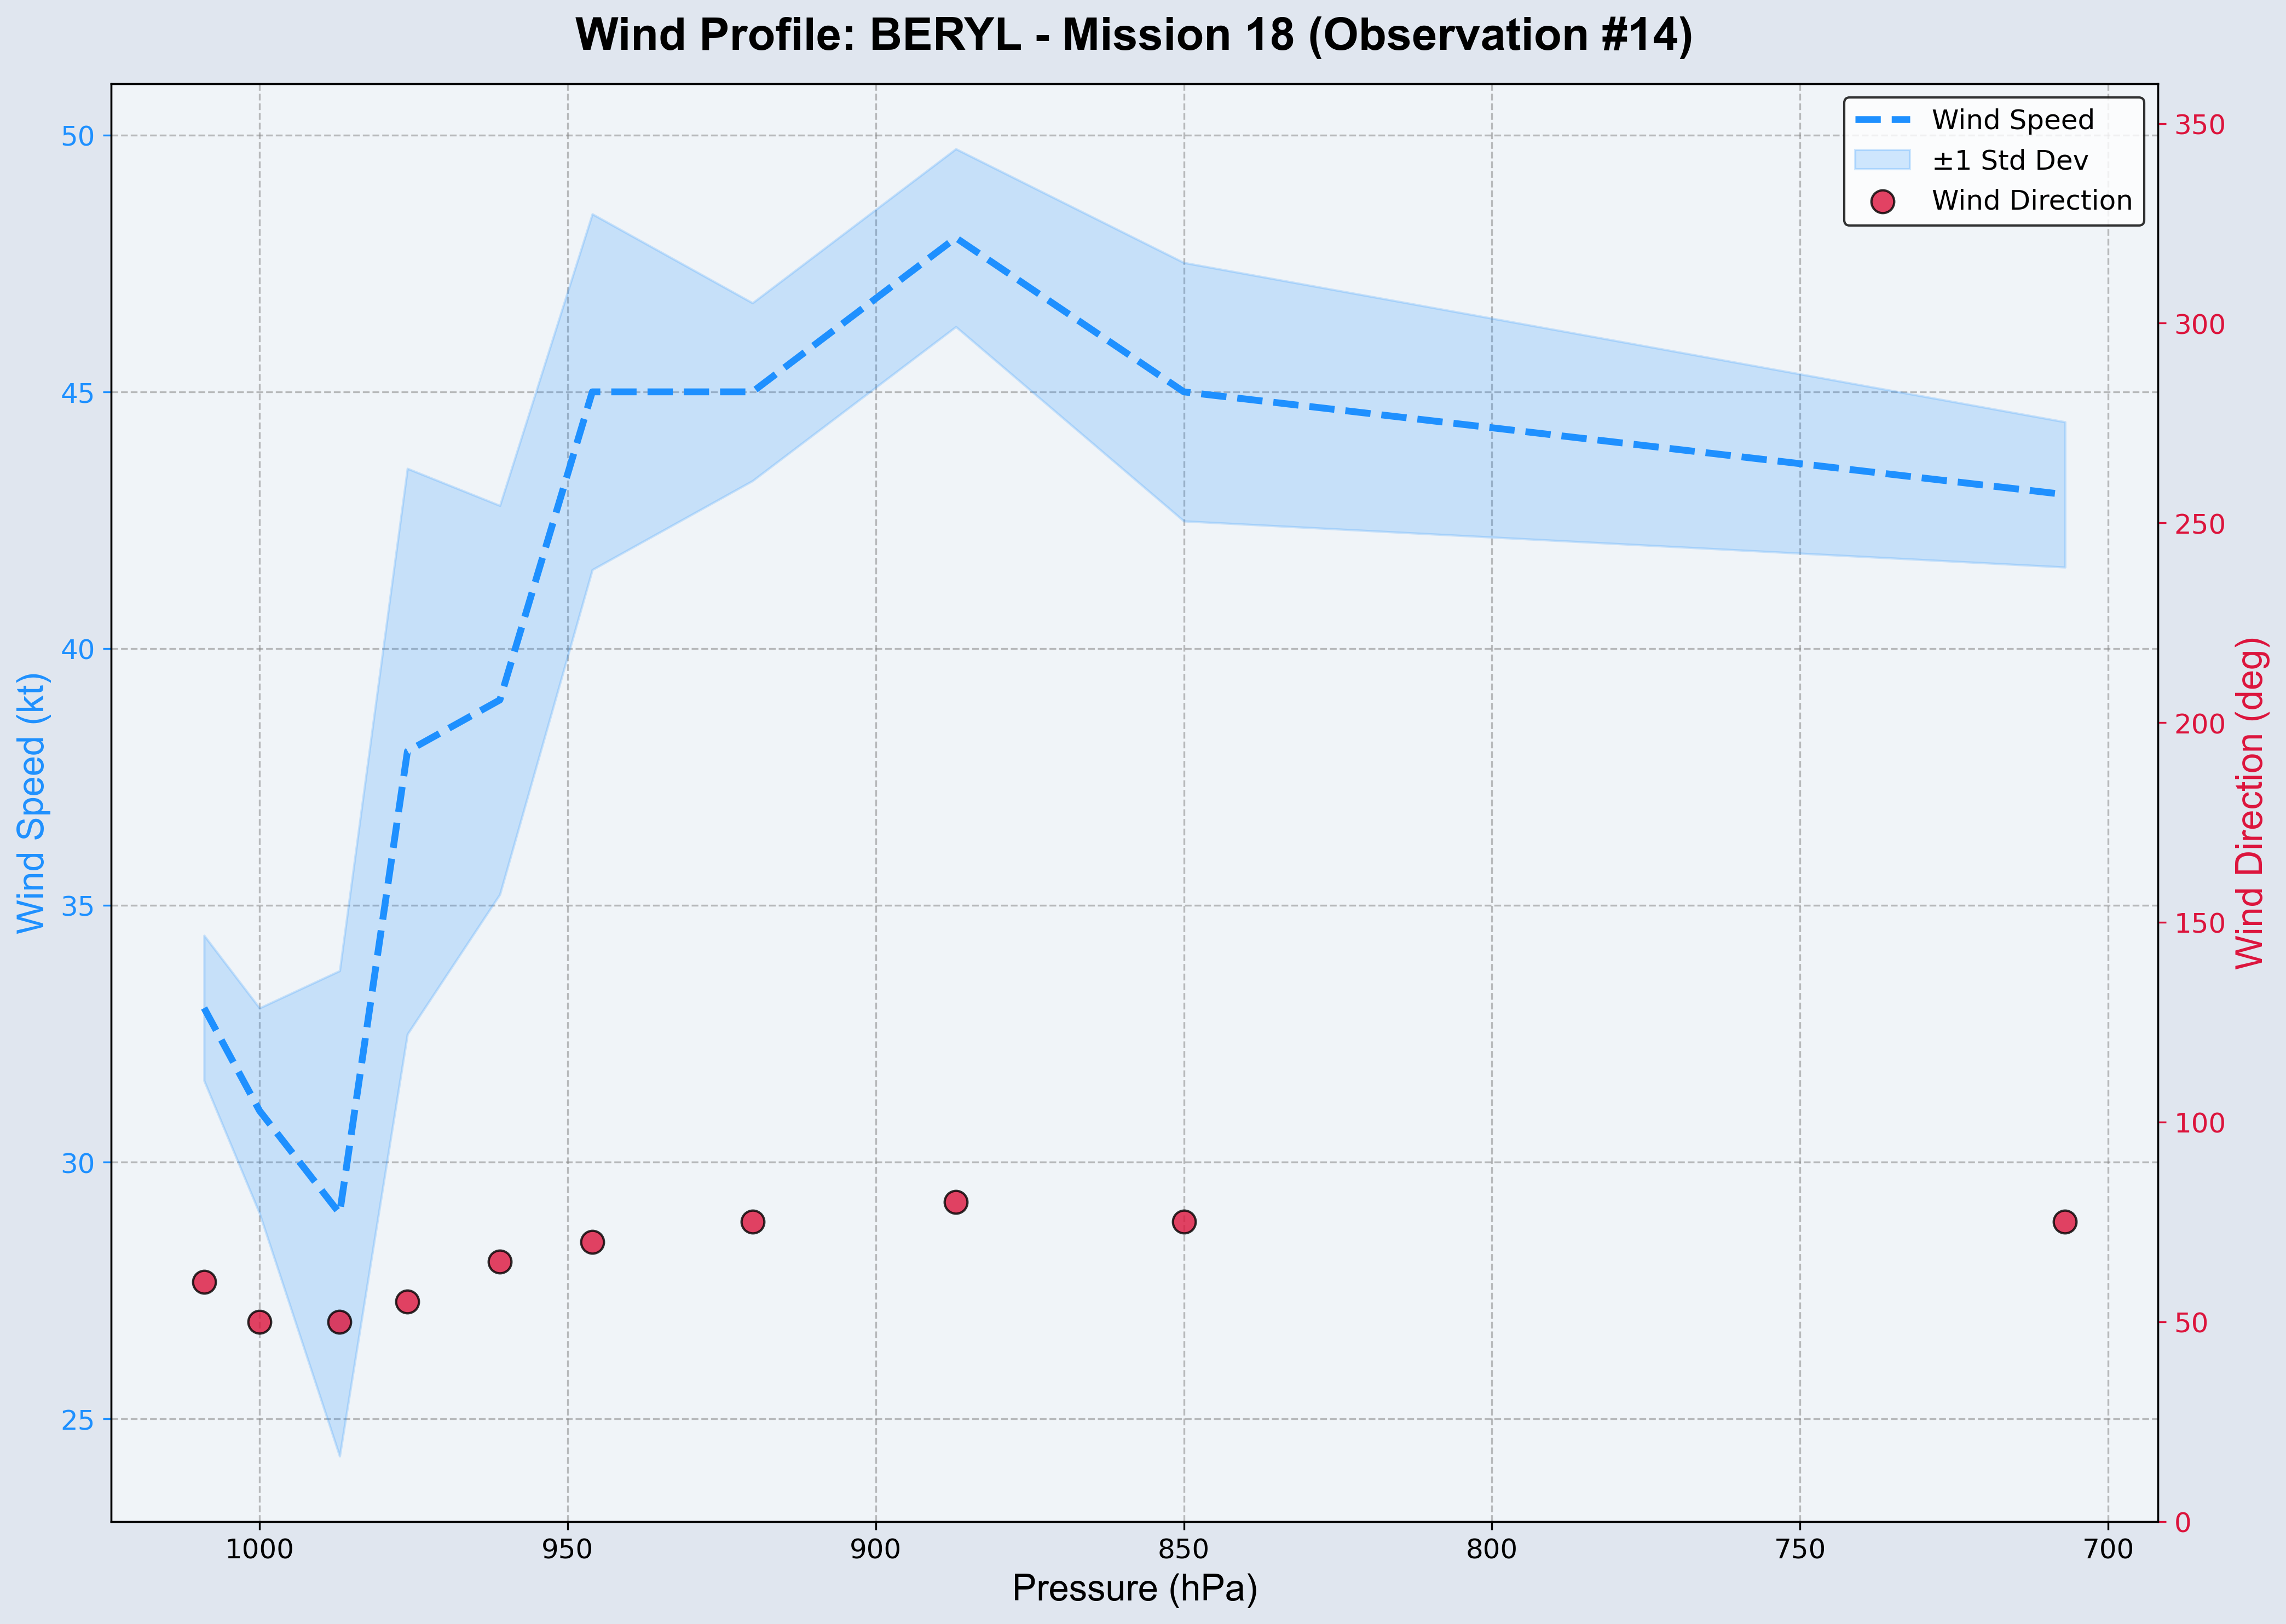 Wind Profile: BERYL - Mission 18 (Observation #14)
Wind Speed
±1 Std Dev
Wind Direction
Wind Speed (kt)
50
45
40
35
30
25
350
300
250
200
150
100
50
0
Wind Direction (deg)
1000 950 900 850 800 750 700
Pressure (hPa)